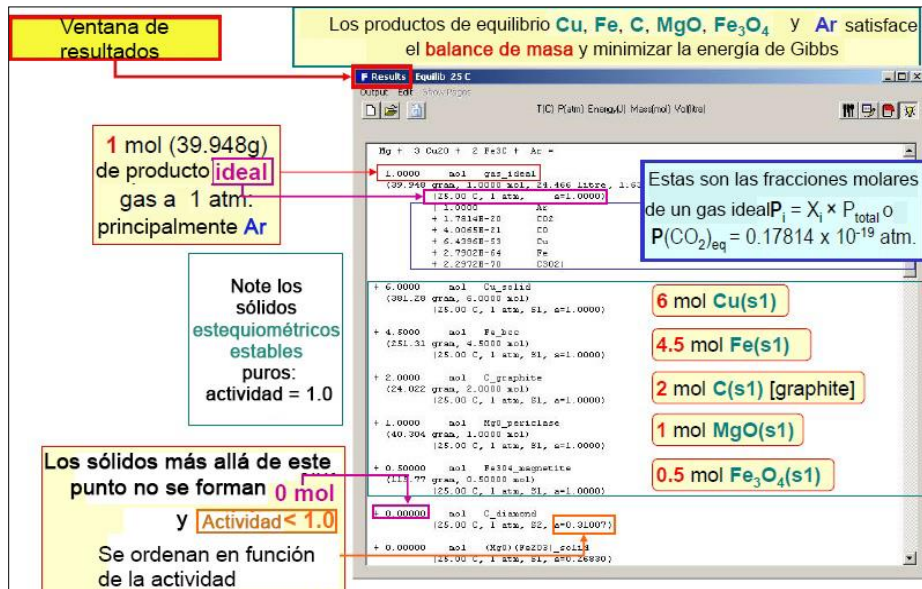 Ventana de
resultados
Los productos de equilibrio Cu, Fe, C, MgO, Fe3O4 y Ar satisface
el balance de masa y minimizar la energía de Gibbs
F Results Equilib 25 C
Output Edit Show Pages
T(C) P(atm) Energy(J) Mass(mol) Vol(litre)
Mg + 3 Cu2O + 2 Fe3C + Ar =
1.0000 mol gas_ideal
(39.948 gram, 1.0000 mol, 24.466 litre,
(25.00 C, 1 atm, a=1.0000)
( 1.0000 Ar
+ 1.7814E-20 CO2
+ 4.0065E-21 CO
+ 6.4396E-53 Cu
+ 2.7902E-64 Fe
+ 2.2972E-70 C3O2)
+ 6.0000 mol Cu_solid
(381.28 gram, 6.0000 mol)
(25.00 C, 1 atm, S1, a=1.0000)
+ 4.5000 mol Fe_bcc
(251.31 gram, 4.5000 mol)
(25.00 C, 1 atm, S1, a=1.0000)
+ 2.0000 mol C_graphite
(24.022 gram, 2.0000 mol)
(25.00 C, 1 atm, S1, a=1.0000)
+ 1.0000 mol MgO_periclase
(40.304 gram, 1.0000 mol)
(25.00 C, 1 atm, S1, a=1.0000)
+ 0.50000 mol Fe3O4_magnetite
(115.77 gram, 0.50000 mol)
(25.00 C, 1 atm, S1, a=1.0000)
+ 0.00000 mol C_diamond
(25.00 C, 1 atm, S2, a=0.31007)
+ 0.00000 mol (MgO)(Fe2O3)_solid
(25.00 C, 1 atm, S1, a=0.26830)
1 mol (39.948g)
de producto ideal
gas a 1 atm.
principalmente Ar
Estas son las fracciones molares
de un gas idealPi = Xi × Ptotal o
P(CO2)eq = 0.17814 x 10-19 atm.
Note los
sólidos
estequiométricos
estables
puros:
actividad = 1.0
6 mol Cu(s1)
4.5 mol Fe(s1)
2 mol C(s1) [graphite]
1 mol MgO(s1)
0.5 mol Fe3O4(s1)
Los sólidos más allá de este
punto no se forman 0 mol
y Actividad< 1.0
Se ordenan en función
de la actividad